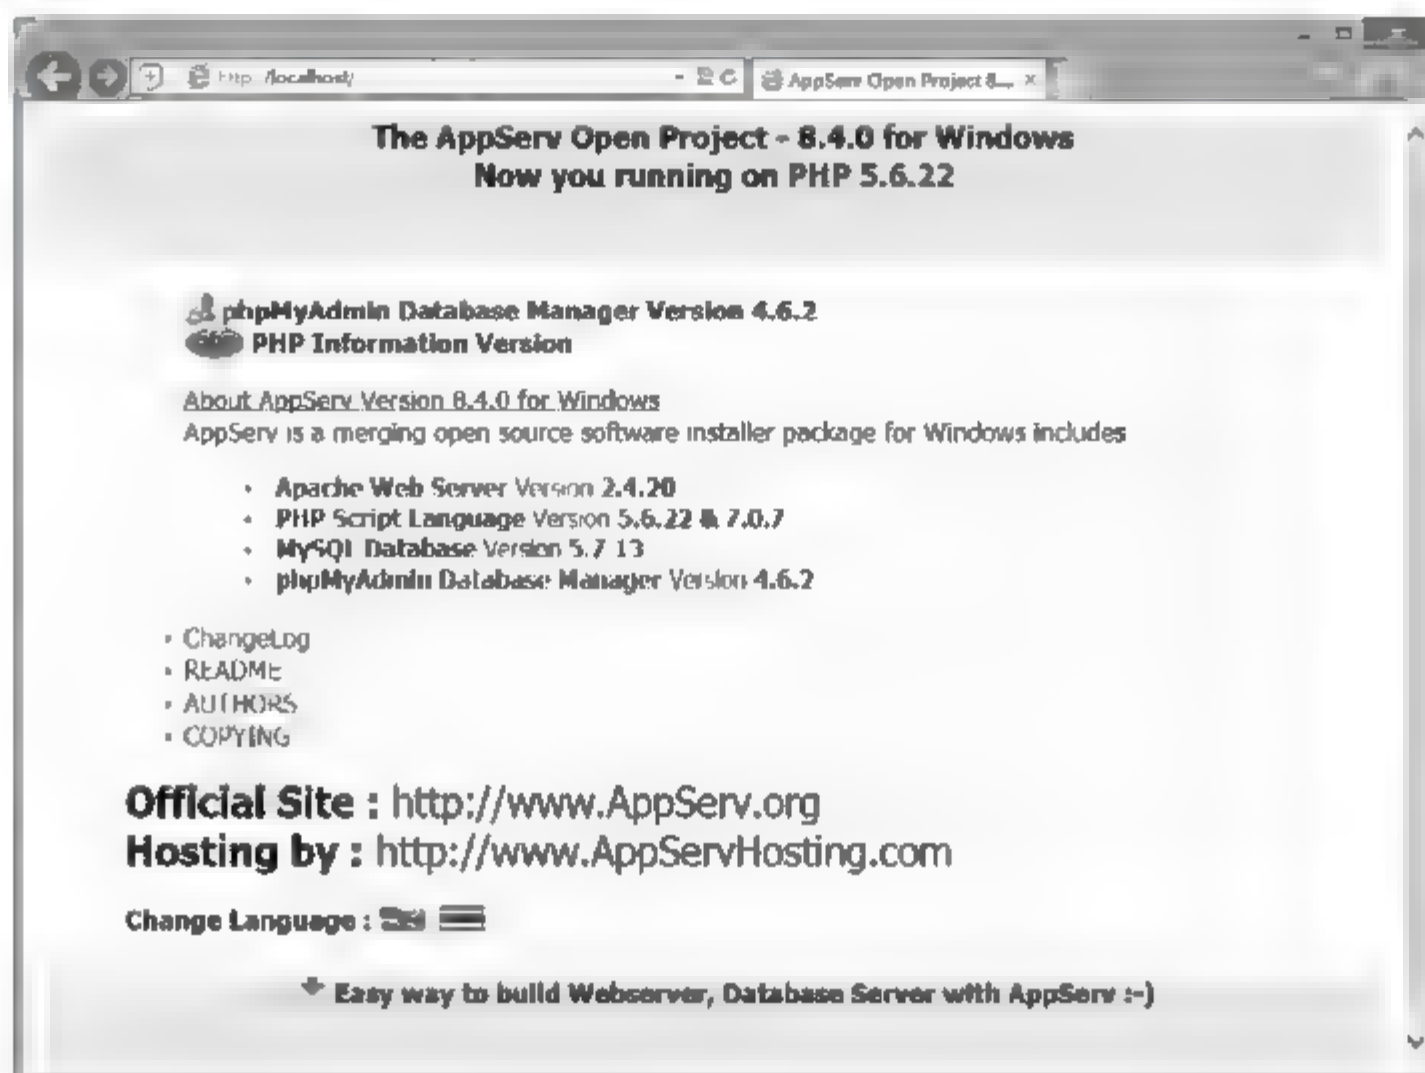 http://localhost/
AppServ Open Project 8....
The AppServ Open Project - 8.4.0 for Windows
Now you running on PHP 5.6.22
phpMyAdmin Database Manager Version 4.6.2
PHP Information Version
About AppServ Version 8.4.0 for Windows
AppServ is a merging open source software installer package for Windows includes
• Apache Web Server Version 2.4.20
• PHP Script Language Version 5.6.22 & 7.0.7
• MySQL Database Version 5.7.13
• phpMyAdmin Database Manager Version 4.6.2
• ChangeLog
• README
• AUTHORS
• COPYING
Official Site : http://www.AppServ.org
Hosting by : http://www.AppServHosting.com
Change Language :
Easy way to build Webserver, Database Server with AppServ :-)